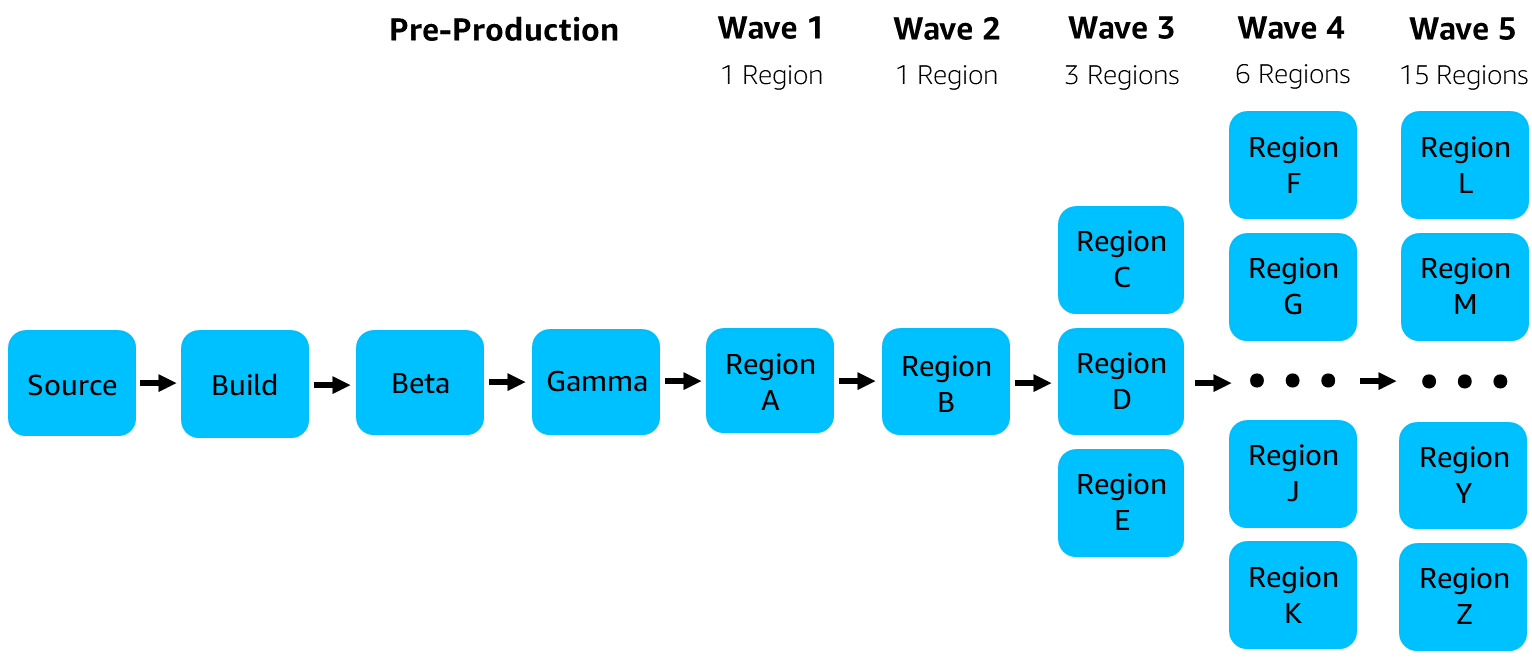 Pre-Production
Wave 1
Wave 2
Wave 3
Wave 4
Wave 5
1 Region
1 Region
3 Regions
6 Regions
15 Regions
Source
Build
Beta
Gamma
Region
A
Region
B
Region
C
Region
D
Region
E
Region
F
Region
G
• • •
Region
J
Region
K
Region
L
Region
M
• • •
Region
Y
Region
Z